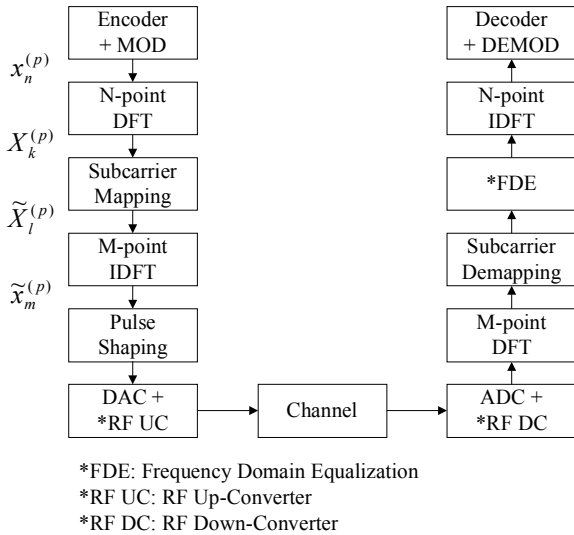 Encoder
+ MOD
x_n^{(p)}
N-point
DFT
X_k^{(p)}
Subcarrier
Mapping
\widetilde{X}_l^{(p)}
M-point
IDFT
\widetilde{x}_m^{(p)}
Pulse
Shaping
DAC +
*RF UC
Channel
ADC +
*RF DC
M-point
DFT
Subcarrier
Demapping
*FDE
N-point
IDFT
Decoder
+ DEMOD
*FDE: Frequency Domain Equalization
*RF UC: RF Up-Converter
*RF DC: RF Down-Converter